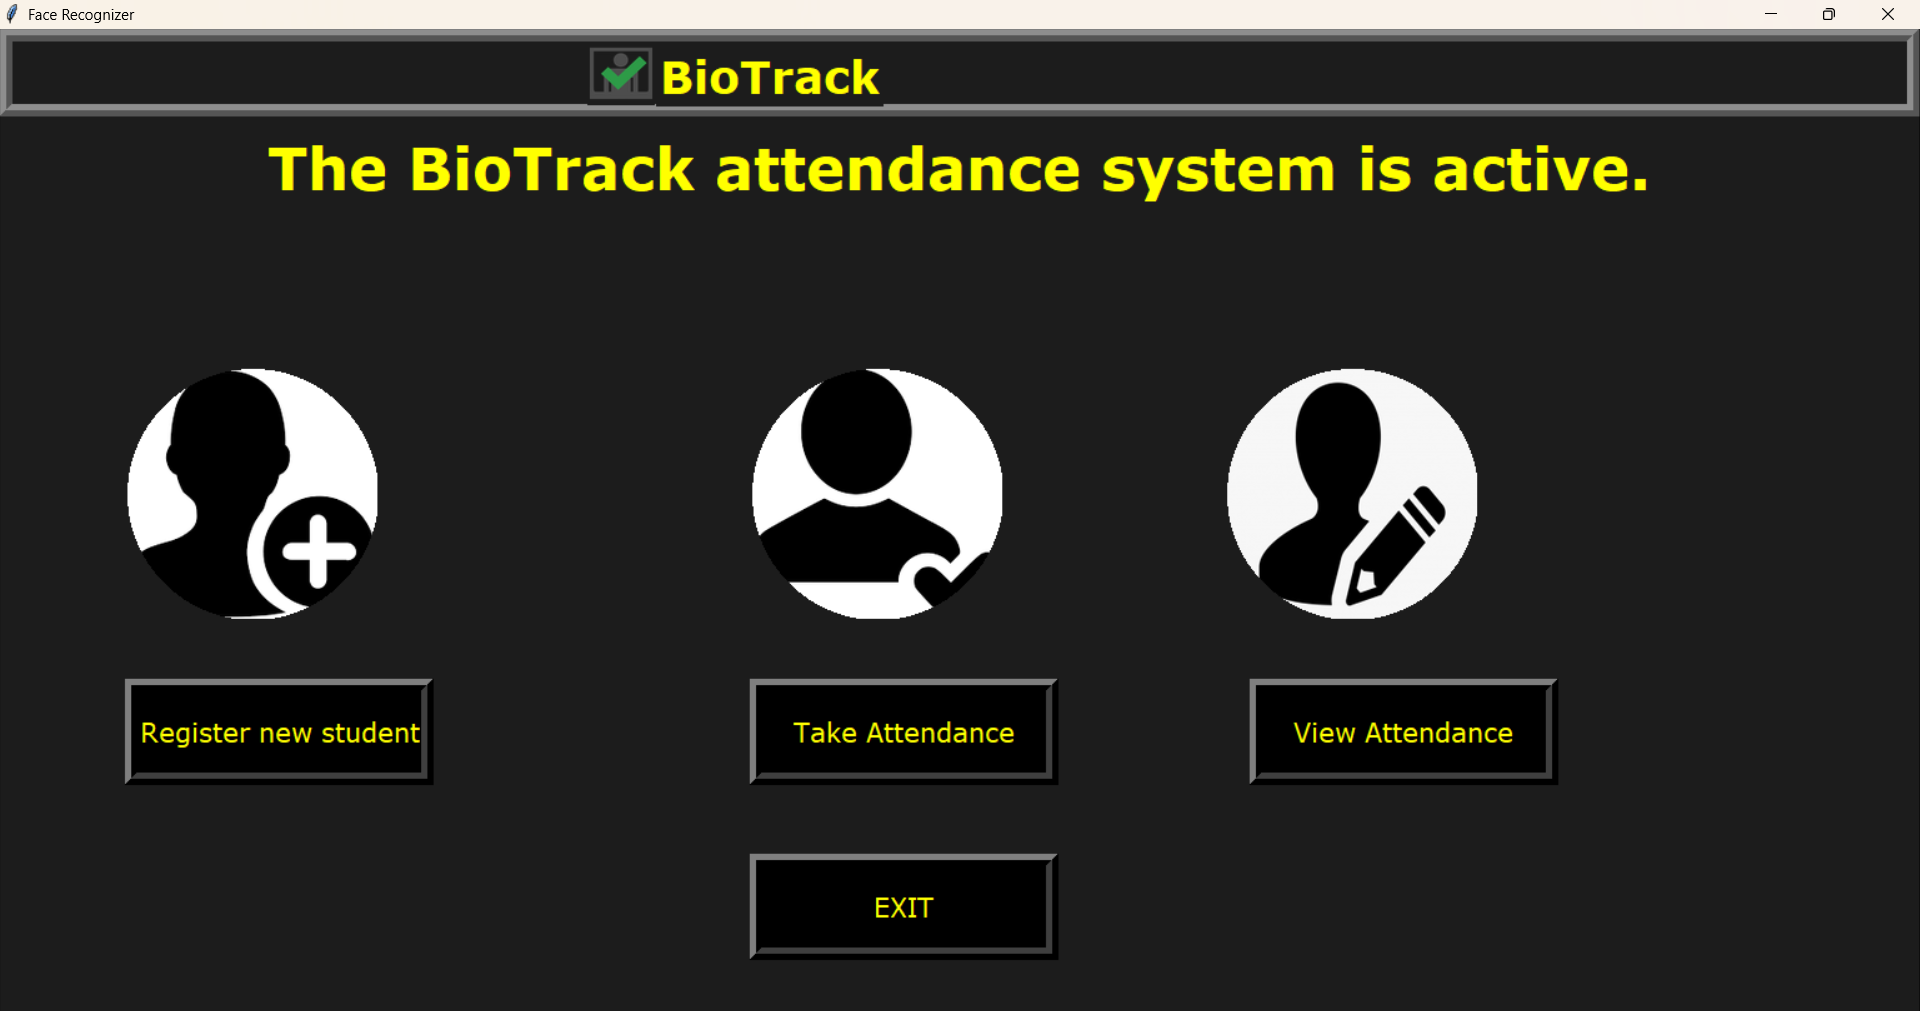 Face Recognizer
BioTrack
The BioTrack attendance system is active.
Register new student
Take Attendance
View Attendance
EXIT